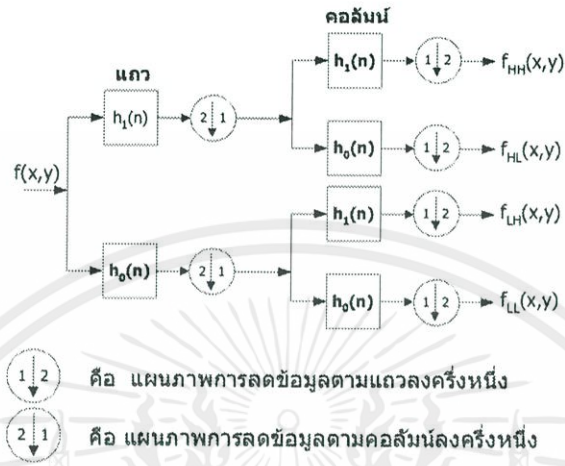 คอลัมน์
แถว
h₁(n)
1 2
f_HH(x,y)
h₁(n)
2 1
f(x,y)
h₀(n)
1 2
f_HL(x,y)
h₁(n)
1 2
f_LH(x,y)
h₀(n)
2 1
h₀(n)
1 2
f_LL(x,y)
1 2 คือ แผนภาพการลดข้อมูลตามแถวลงครึ่งหนึ่ง
2 1 คือ แผนภาพการลดข้อมูลตามคอลัมน์ลงครึ่งหนึ่ง